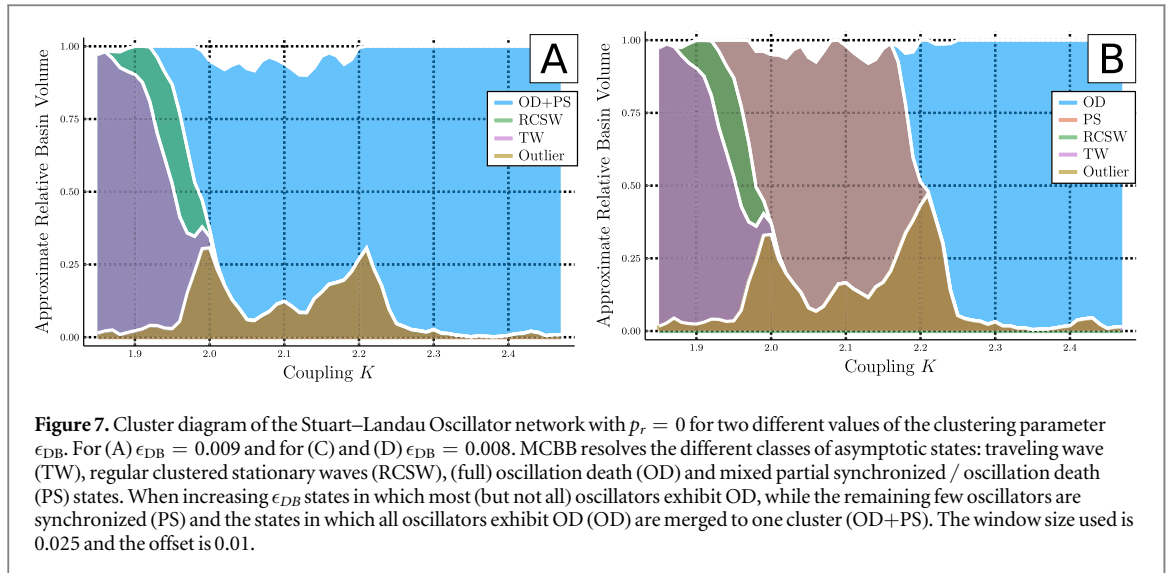 A
Approximate Relative Basin Volume
1.00
0.75
0.50
0.25
0.00
1.9
2.0
2.1
2.2
2.3
2.4
Coupling K
OD+PS
RCSW
TW
Outlier
B
Approximate Relative Basin Volume
1.00
0.75
0.50
0.25
0.00
1.9
2.0
2.1
2.2
2.3
2.4
Coupling K
OD
PS
RCSW
TW
Outlier
Figure 7. Cluster diagram of the Stuart–Landau Oscillator network with pᵣ = 0 for two different values of the clustering parameter
ϵ_DB. For (A) ϵ_DB = 0.009 and for (C) and (D) ϵ_DB = 0.008. MCBB resolves the different classes of asymptotic states: traveling wave
(TW), regular clustered stationary waves (RCSW), (full) oscillation death (OD) and mixed partial synchronized / oscillation death
(PS) states. When increasing ϵ_DB states in which most (but not all) oscillators exhibit OD, while the remaining few oscillators are
synchronized (PS) and the states in which all oscillators exhibit OD (OD) are merged to one cluster (OD+PS). The window size used is
0.025 and the offset is 0.01.